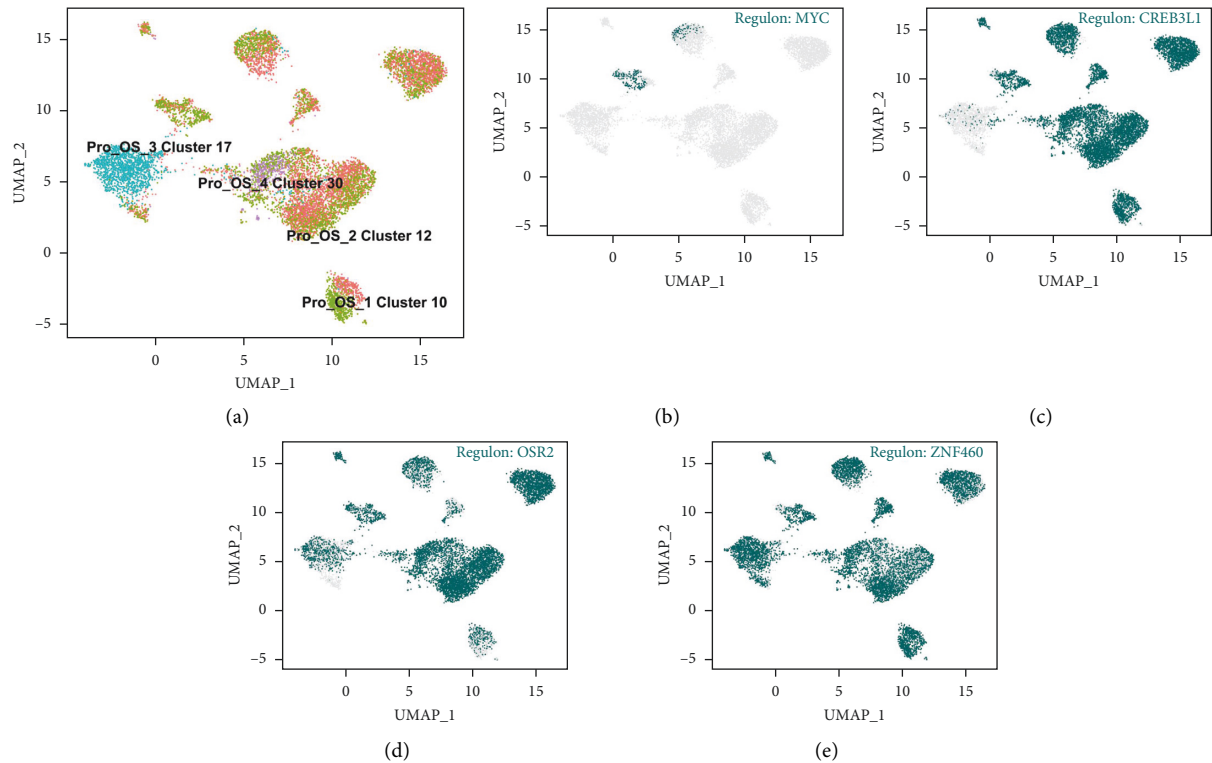 15
10
5
0
−5
UMAP_2
Pro_OS_3 Cluster 17
Pro_OS_4 Cluster 30
Pro_OS_2 Cluster 12
Pro_OS_1 Cluster 10
0 5 10 15
UMAP_1
(a)
Regulon: MYC
15
10
5
0
−5
UMAP_2
0 5 10 15
UMAP_1
(b)
Regulon: CREB3L1
15
10
5
0
−5
UMAP_2
0 5 10 15
UMAP_1
(c)
Regulon: OSR2
15
10
5
0
−5
UMAP_2
0 5 10 15
UMAP_1
(d)
Regulon: ZNF460
15
10
5
0
−5
UMAP_2
0 5 10 15
UMAP_1
(e)